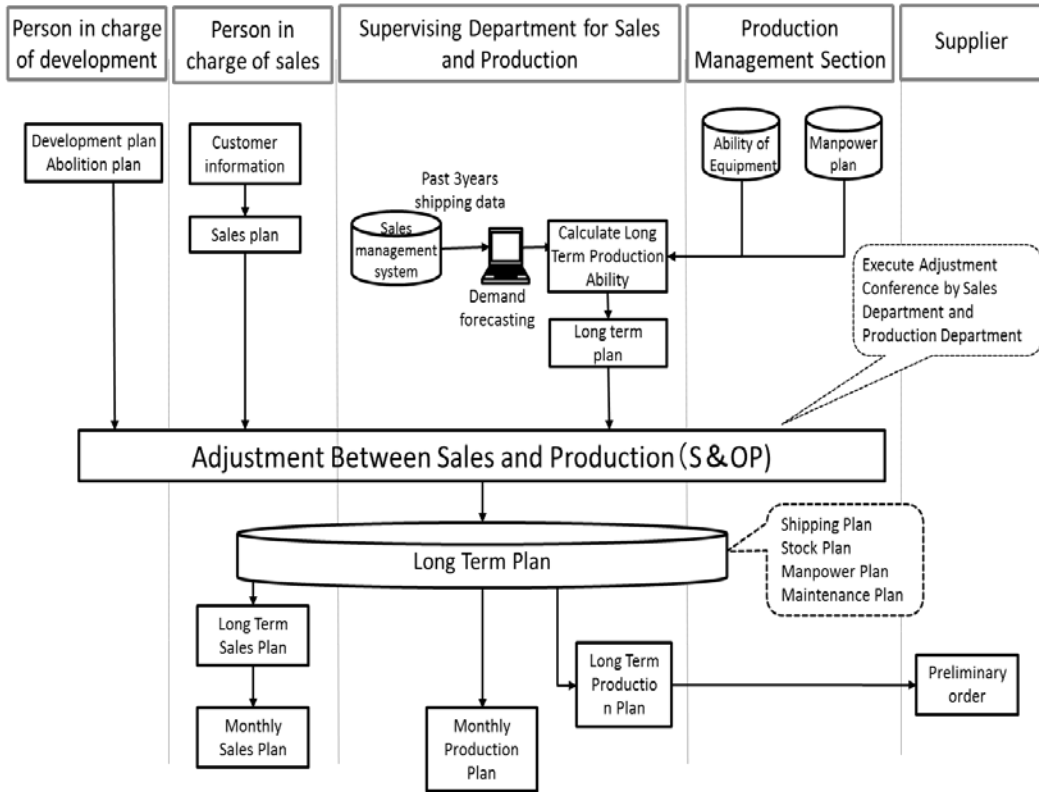 Person in charge
of development
Person in
charge of sales
Supervising Department for Sales
and Production
Production
Management Section
Supplier
Development plan
Abolition plan
Customer
information
Sales plan
Past 3years
shipping data
Sales
management
system
Demand
forecasting
Calculate Long
Term Production
Ability
Long term
plan
Ability of
Equipment
Manpower
plan
Execute Adjustment
Conference by Sales
Department and
Production Department
Adjustment Between Sales and Production(S&OP)
Long Term Plan
Shipping Plan
Stock Plan
Manpower Plan
Maintenance Plan
Long Term
Sales Plan
Monthly
Sales Plan
Monthly
Production
Plan
Long Term
Productio
n Plan
Preliminary
order